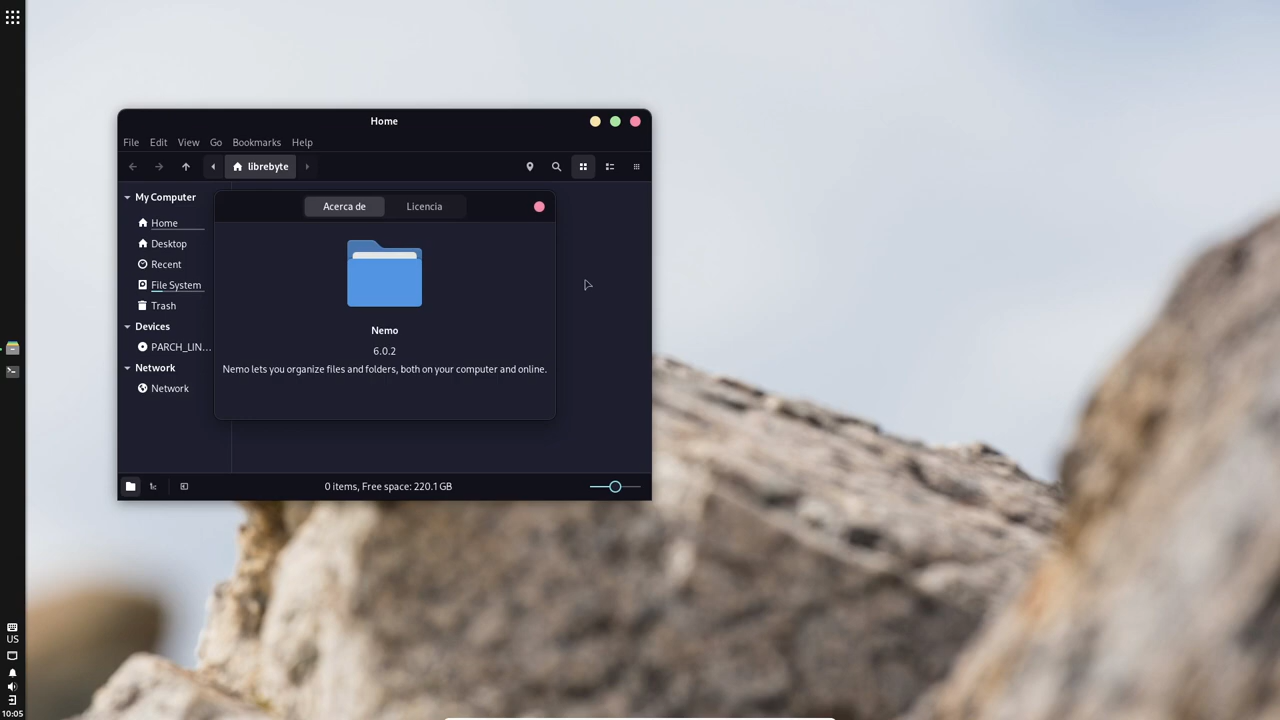 Home
File Edit View Go Bookmarks Help
librebyte
My Computer
Home
Desktop
Recent
File System
Trash
Devices
PARCH_LIN...
Network
Network
Acerca de Licencia
Nemo
6.0.2
Nemo lets you organize files and folders, both on your computer and online.
0 items, Free space: 220.1 GB
US
10:05